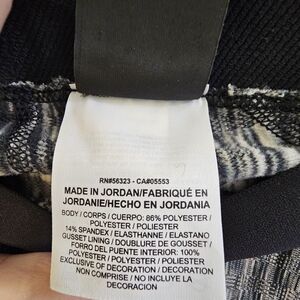 RN#56323 - CA#05553
MADE IN JORDAN/FABRIQUÉ EN
JORDANIE/HECHO EN JORDANIA
BODY / CORPS / CUERPO: 86% POLYESTER /
POLYESTER / POLIESTER
14% SPANDEX / ELASTHANNE / ELASTANO
GUSSET LINING / DOUBLURE DE GOUSSET /
FORRO DEL PUENTE INTERIOR: 100%
POLYESTER / POLYESTER / POLIESTER
EXCLUSIVE OF DECORATION / DECORATION
NON COMPRISE / NO INCLUYE LA
DECORACION